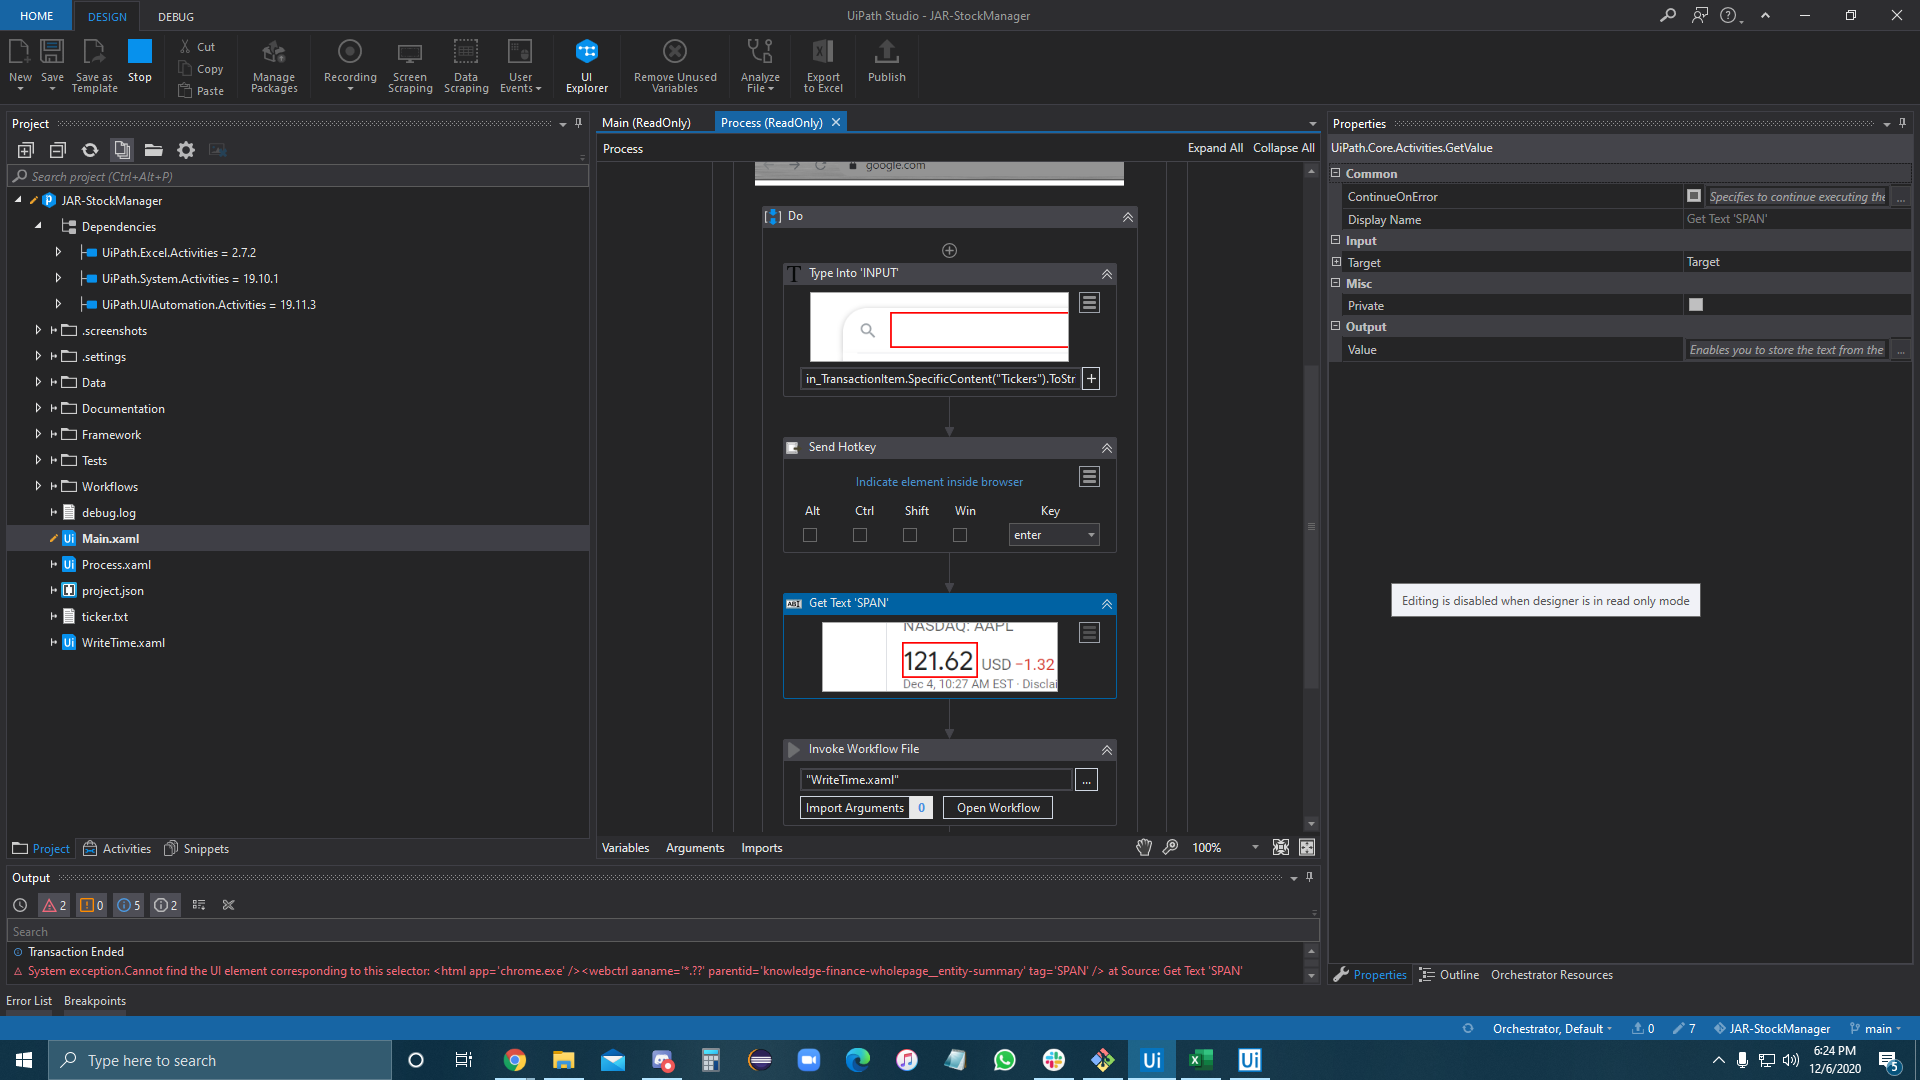 HOME
DESIGN
DEBUG
UiPath Studio - JAR-StockManager
New
Save
Save as Template
Stop
Cut
Copy
Paste
Manage Packages
Recording
Screen Scraping
Data Scraping
User Events
UI Explorer
Remove Unused Variables
Analyze File
Export to Excel
Publish
Project
Search project (Ctrl+Alt+P)
JAR-StockManager
Dependencies
UiPath.Excel.Activities = 2.7.2
UiPath.System.Activities = 19.10.1
UiPath.UIAutomation.Activities = 19.11.3
.screenshots
.settings
Data
Documentation
Framework
Tests
Workflows
debug.log
Main.xaml
Process.xaml
project.json
ticker.txt
WriteTime.xaml
Project
Activities
Snippets
Main (ReadOnly)
Process (ReadOnly)
Process
Expand All
Collapse All
google.com
Do
Type Into 'INPUT'
in_TransactionItem.SpecificContent("Tickers").ToStr
Send Hotkey
Indicate element inside browser
Alt
Ctrl
Shift
Win
Key
enter
Get Text 'SPAN'
NASDAQ: AAPL
121.62 USD −1.32
Dec 4, 10:27 AM EST · Disclai
Invoke Workflow File
"WriteTime.xaml"
...
Import Arguments 0
Open Workflow
Variables
Arguments
Imports
100%
Properties
UiPath.Core.Activities.GetValue
Common
ContinueOnError
Specifies to continue executing the
...
Display Name
Get Text 'SPAN'
Input
Target
Target
Misc
Private
Output
Value
Enables you to store the text from the
...
Editing is disabled when designer is in read only mode
Properties
Outline
Orchestrator Resources
Output
2
0
5
2
Search
Transaction Ended
System exception.Cannot find the UI element corresponding to this selector: <html app='chrome.exe' /><webctrl aaname='*.??' parentid='knowledge-finance-wholepage__entity-summary' tag='SPAN' /> at Source: Get Text 'SPAN'
Error List
Breakpoints
Orchestrator, Default
0
7
JAR-StockManager
main
Type here to search
Ui
Ui
6:24 PM
12/6/2020
5